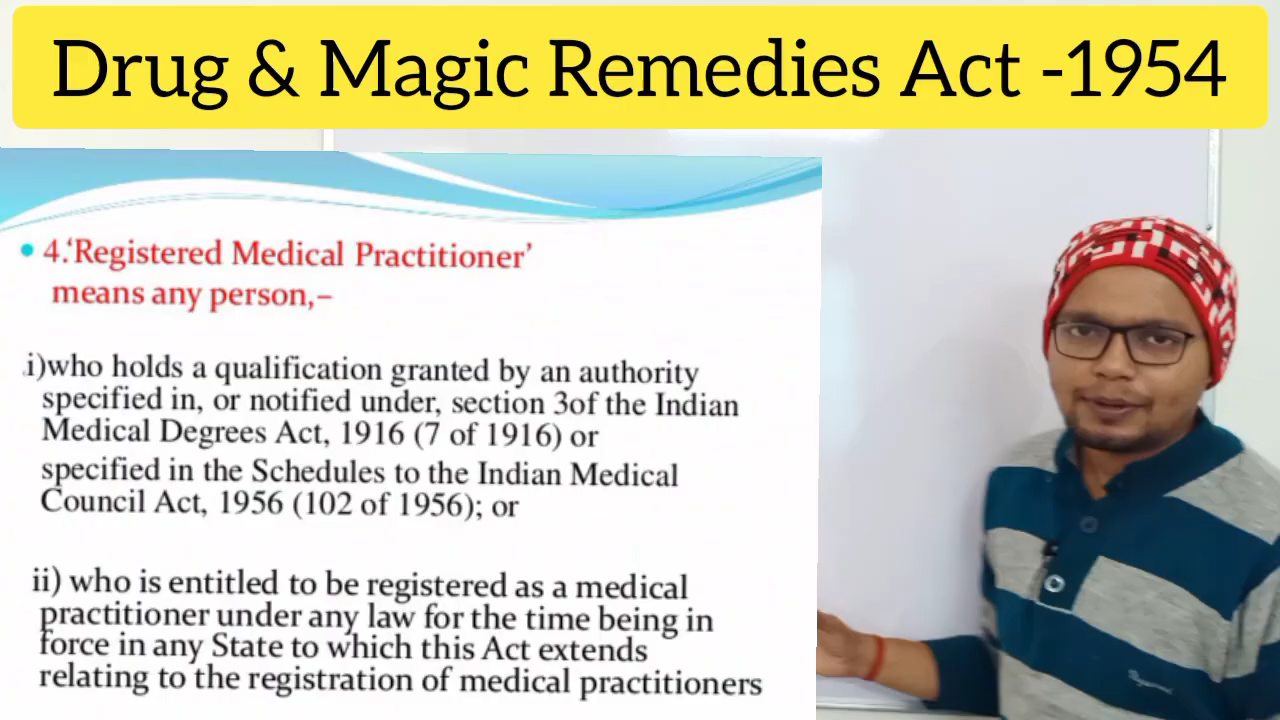 Drug & Magic Remedies Act -1954
4.‘Registered Medical Practitioner’
means any person,–
i)who holds a qualification granted by an authority
specified in, or notified under, section 3of the Indian
Medical Degrees Act, 1916 (7 of 1916) or
specified in the Schedules to the Indian Medical
Council Act, 1956 (102 of 1956); or
ii) who is entitled to be registered as a medical
practitioner under any law for the time being in
force in any State to which this Act extends
relating to the registration of medical practitioners